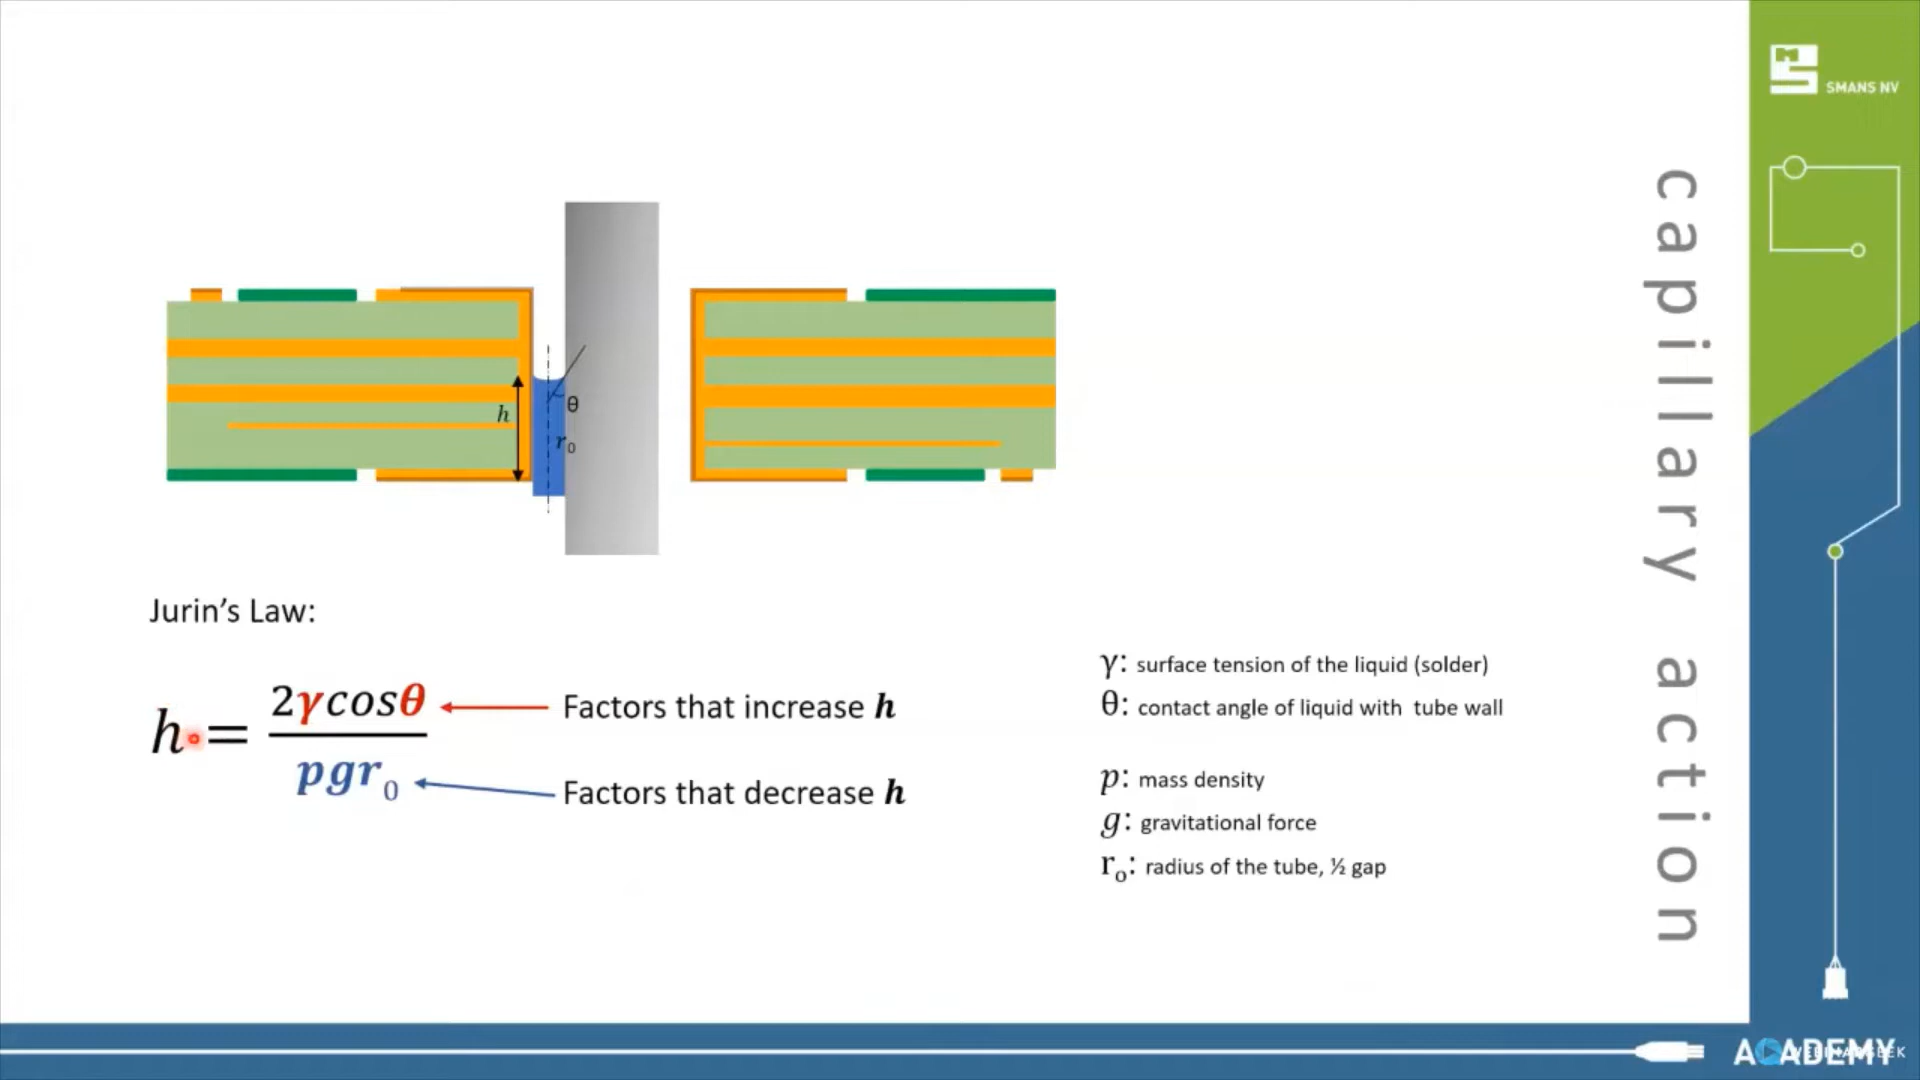 SMANS NV
capillary action
h
θ
r₀
Jurin's Law:
h = 2γcosθ / pgr₀
Factors that increase h
Factors that decrease h
γ: surface tension of the liquid (solder)
θ: contact angle of liquid with tube wall
p: mass density
g: gravitational force
r₀: radius of the tube, ½ gap
ACADEMY